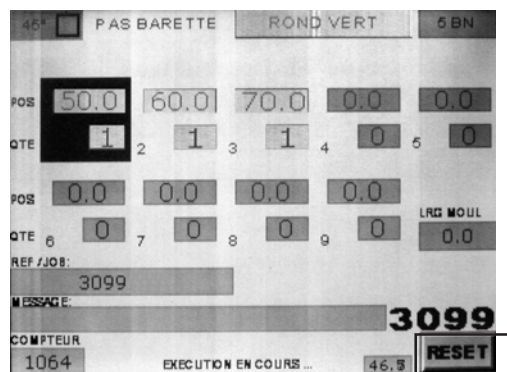 45° PAS BARETTE ROND VERT 5 BN
POS 50.0 60.0 70.0 0.0 0.0
QTE 1 2 1 3 1 4 0 5 0
POS 0.0 0.0 0.0 0.0
LRG MOUL
QTE 6 0 7 0 8 0 9 0 0.0
REF/JOB:
3099
MESSAGE:
3099
COMPTEUR
1064 EXECUTION EN COURS ... 46.5 RESET